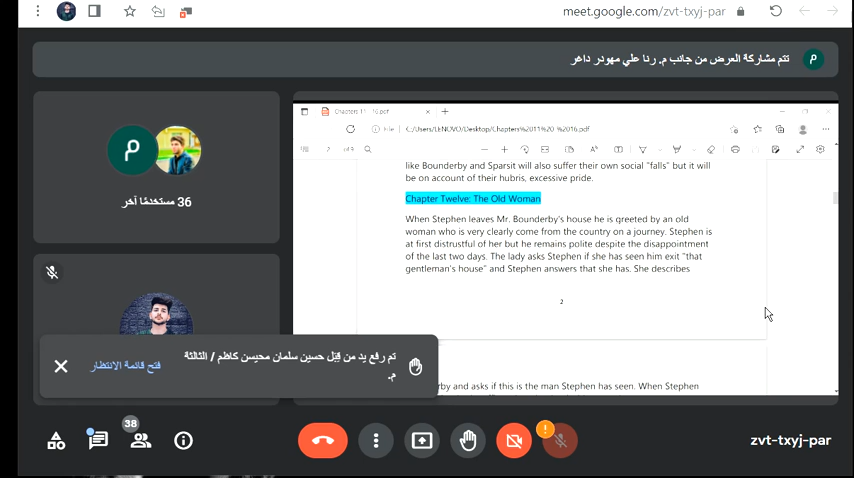 meet.google.com/zvt-txyj-par
تتم مشاركة العرض من جانب م. رنا علي مهودر داغر
م
Chapters 11 - 16.pdf
File
C:/Users/LENOVO/Desktop/Chapters%2011%20 %2016.pdf
like Bounderby and Sparsit will also suffer their own social "falls" but it will
be on account of their hubris, excessive pride.
Chapter Twelve: The Old Woman
When Stephen leaves Mr. Bounderby's house he is greeted by an old
woman who is very clearly come from the country on a journey. Stephen is
at first distrustful of her but he remains polite despite the disappointment
of the last two days. The lady asks Stephen if she has seen him exit "that
gentleman's house" and Stephen answers that she has. She describes
2
rby and asks if this is the man Stephen has seen. When Stephen
م
36 مستخدمًا آخر
تم رفع يد من قِبَل حسين سلمان محيسن كاظم / الثالثة
م.
فتح قائمة الانتظار
38
zvt-txyj-par